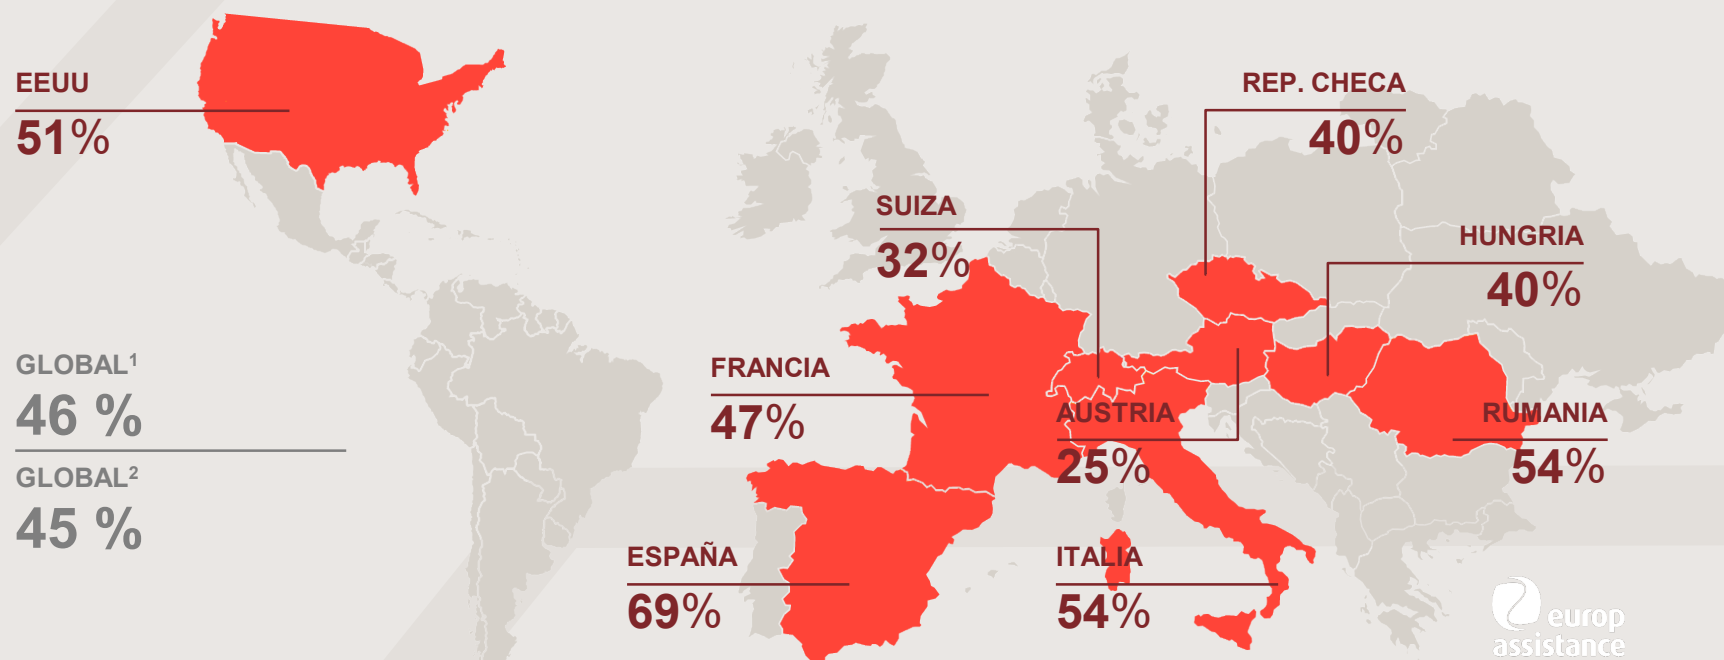 EEUU
51%
REP. CHECA
40%
SUIZA
32%
HUNGRIA
40%
GLOBAL¹
46 %
FRANCIA
47%
AUSTRIA
25%
RUMANIA
54%
GLOBAL²
45 %
ESPAÑA
69%
ITALIA
54%
europ
assistance